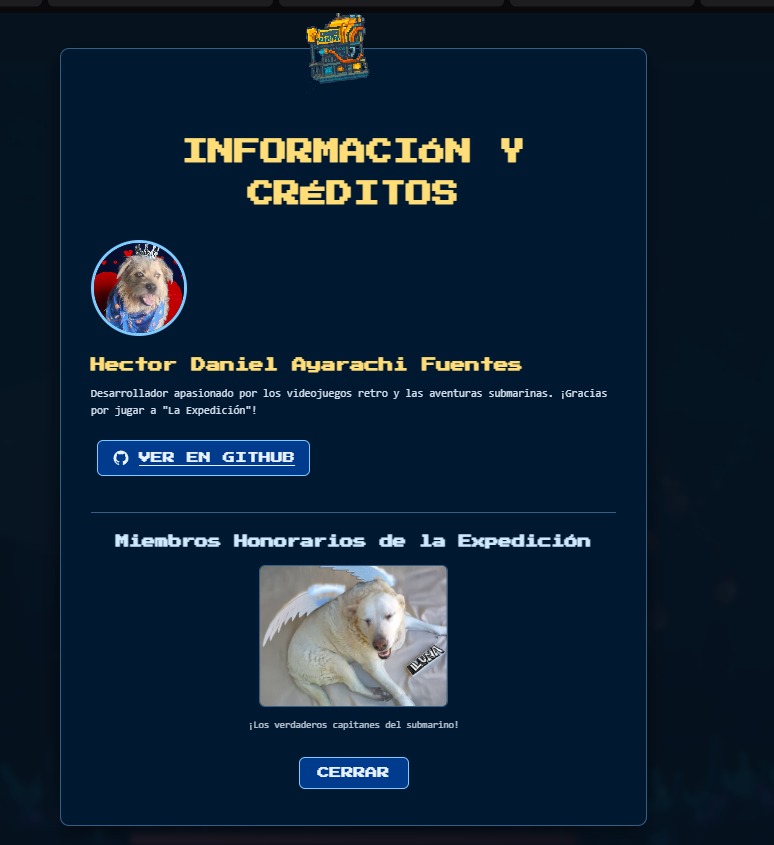 INFORMACIÓN Y
CRÉDITOS
Hector Daniel Ayarachi Fuentes
Desarrollador apasionado por los videojuegos retro y las aventuras submarinas. ¡Gracias
por jugar a "La Expedición"!
VER EN GITHUB
Miembros Honorarios de la Expedición
¡Los verdaderos capitanes del submarino!
CERRAR